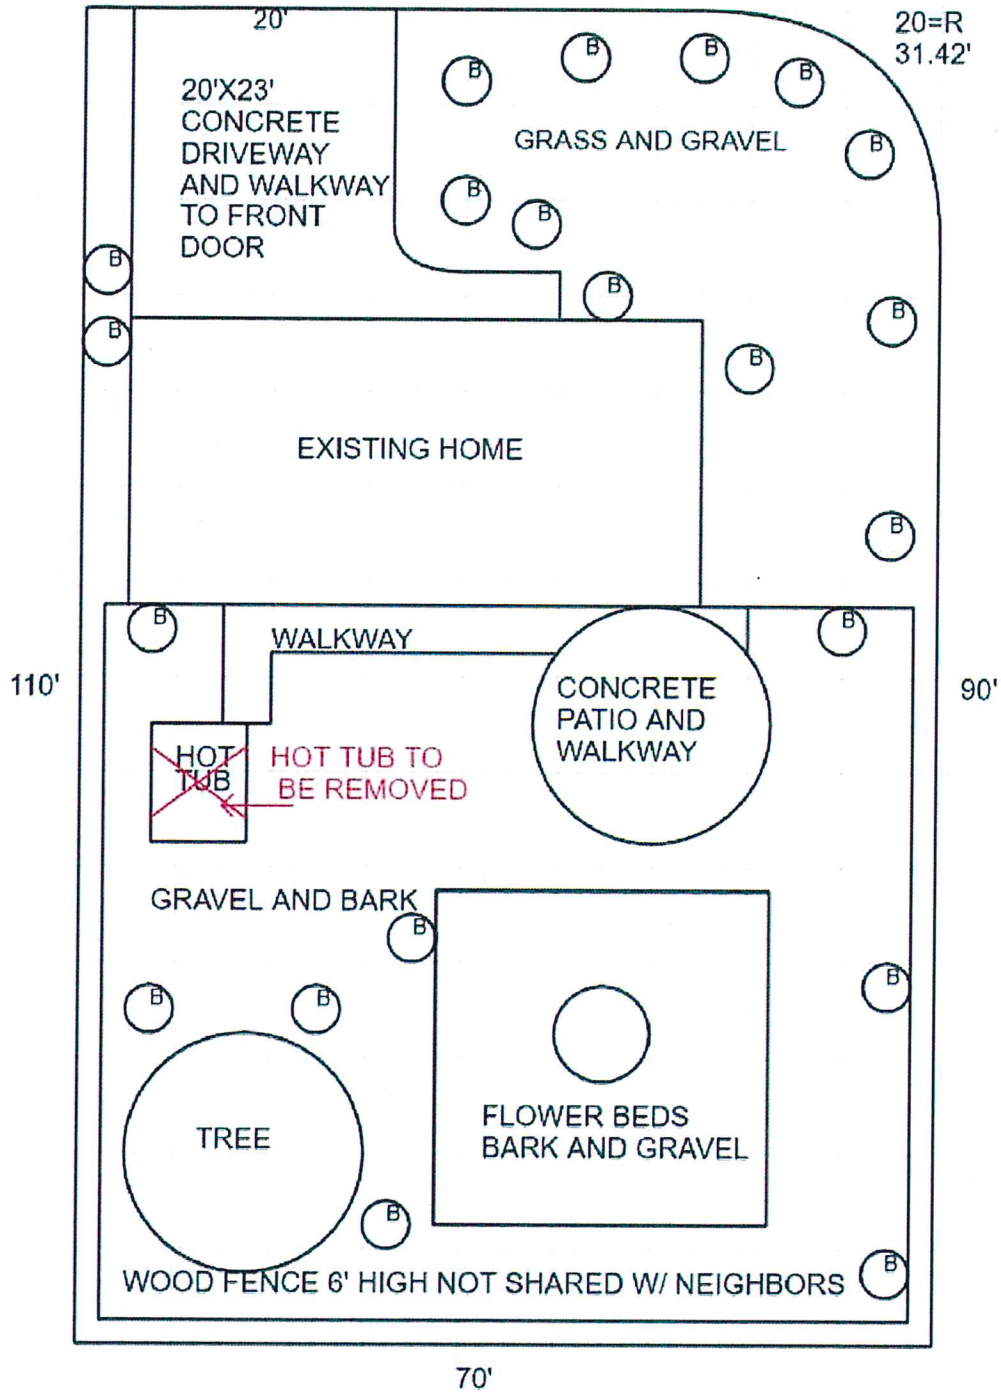 20'
20=R
31.42'
B
B
B
B
B
20'X23'
CONCRETE
DRIVEWAY
AND WALKWAY
TO FRONT
DOOR
GRASS AND GRAVEL
B
B
B
B
B
B
B
B
EXISTING HOME
B
B
WALKWAY
110'
90'
CONCRETE
PATIO AND
WALKWAY
HOT
TUB
HOT TUB TO
BE REMOVED
GRAVEL AND BARK
B
B
B
B
TREE
FLOWER BEDS
BARK AND GRAVEL
B
B
WOOD FENCE 6' HIGH NOT SHARED W/ NEIGHBORS
70'